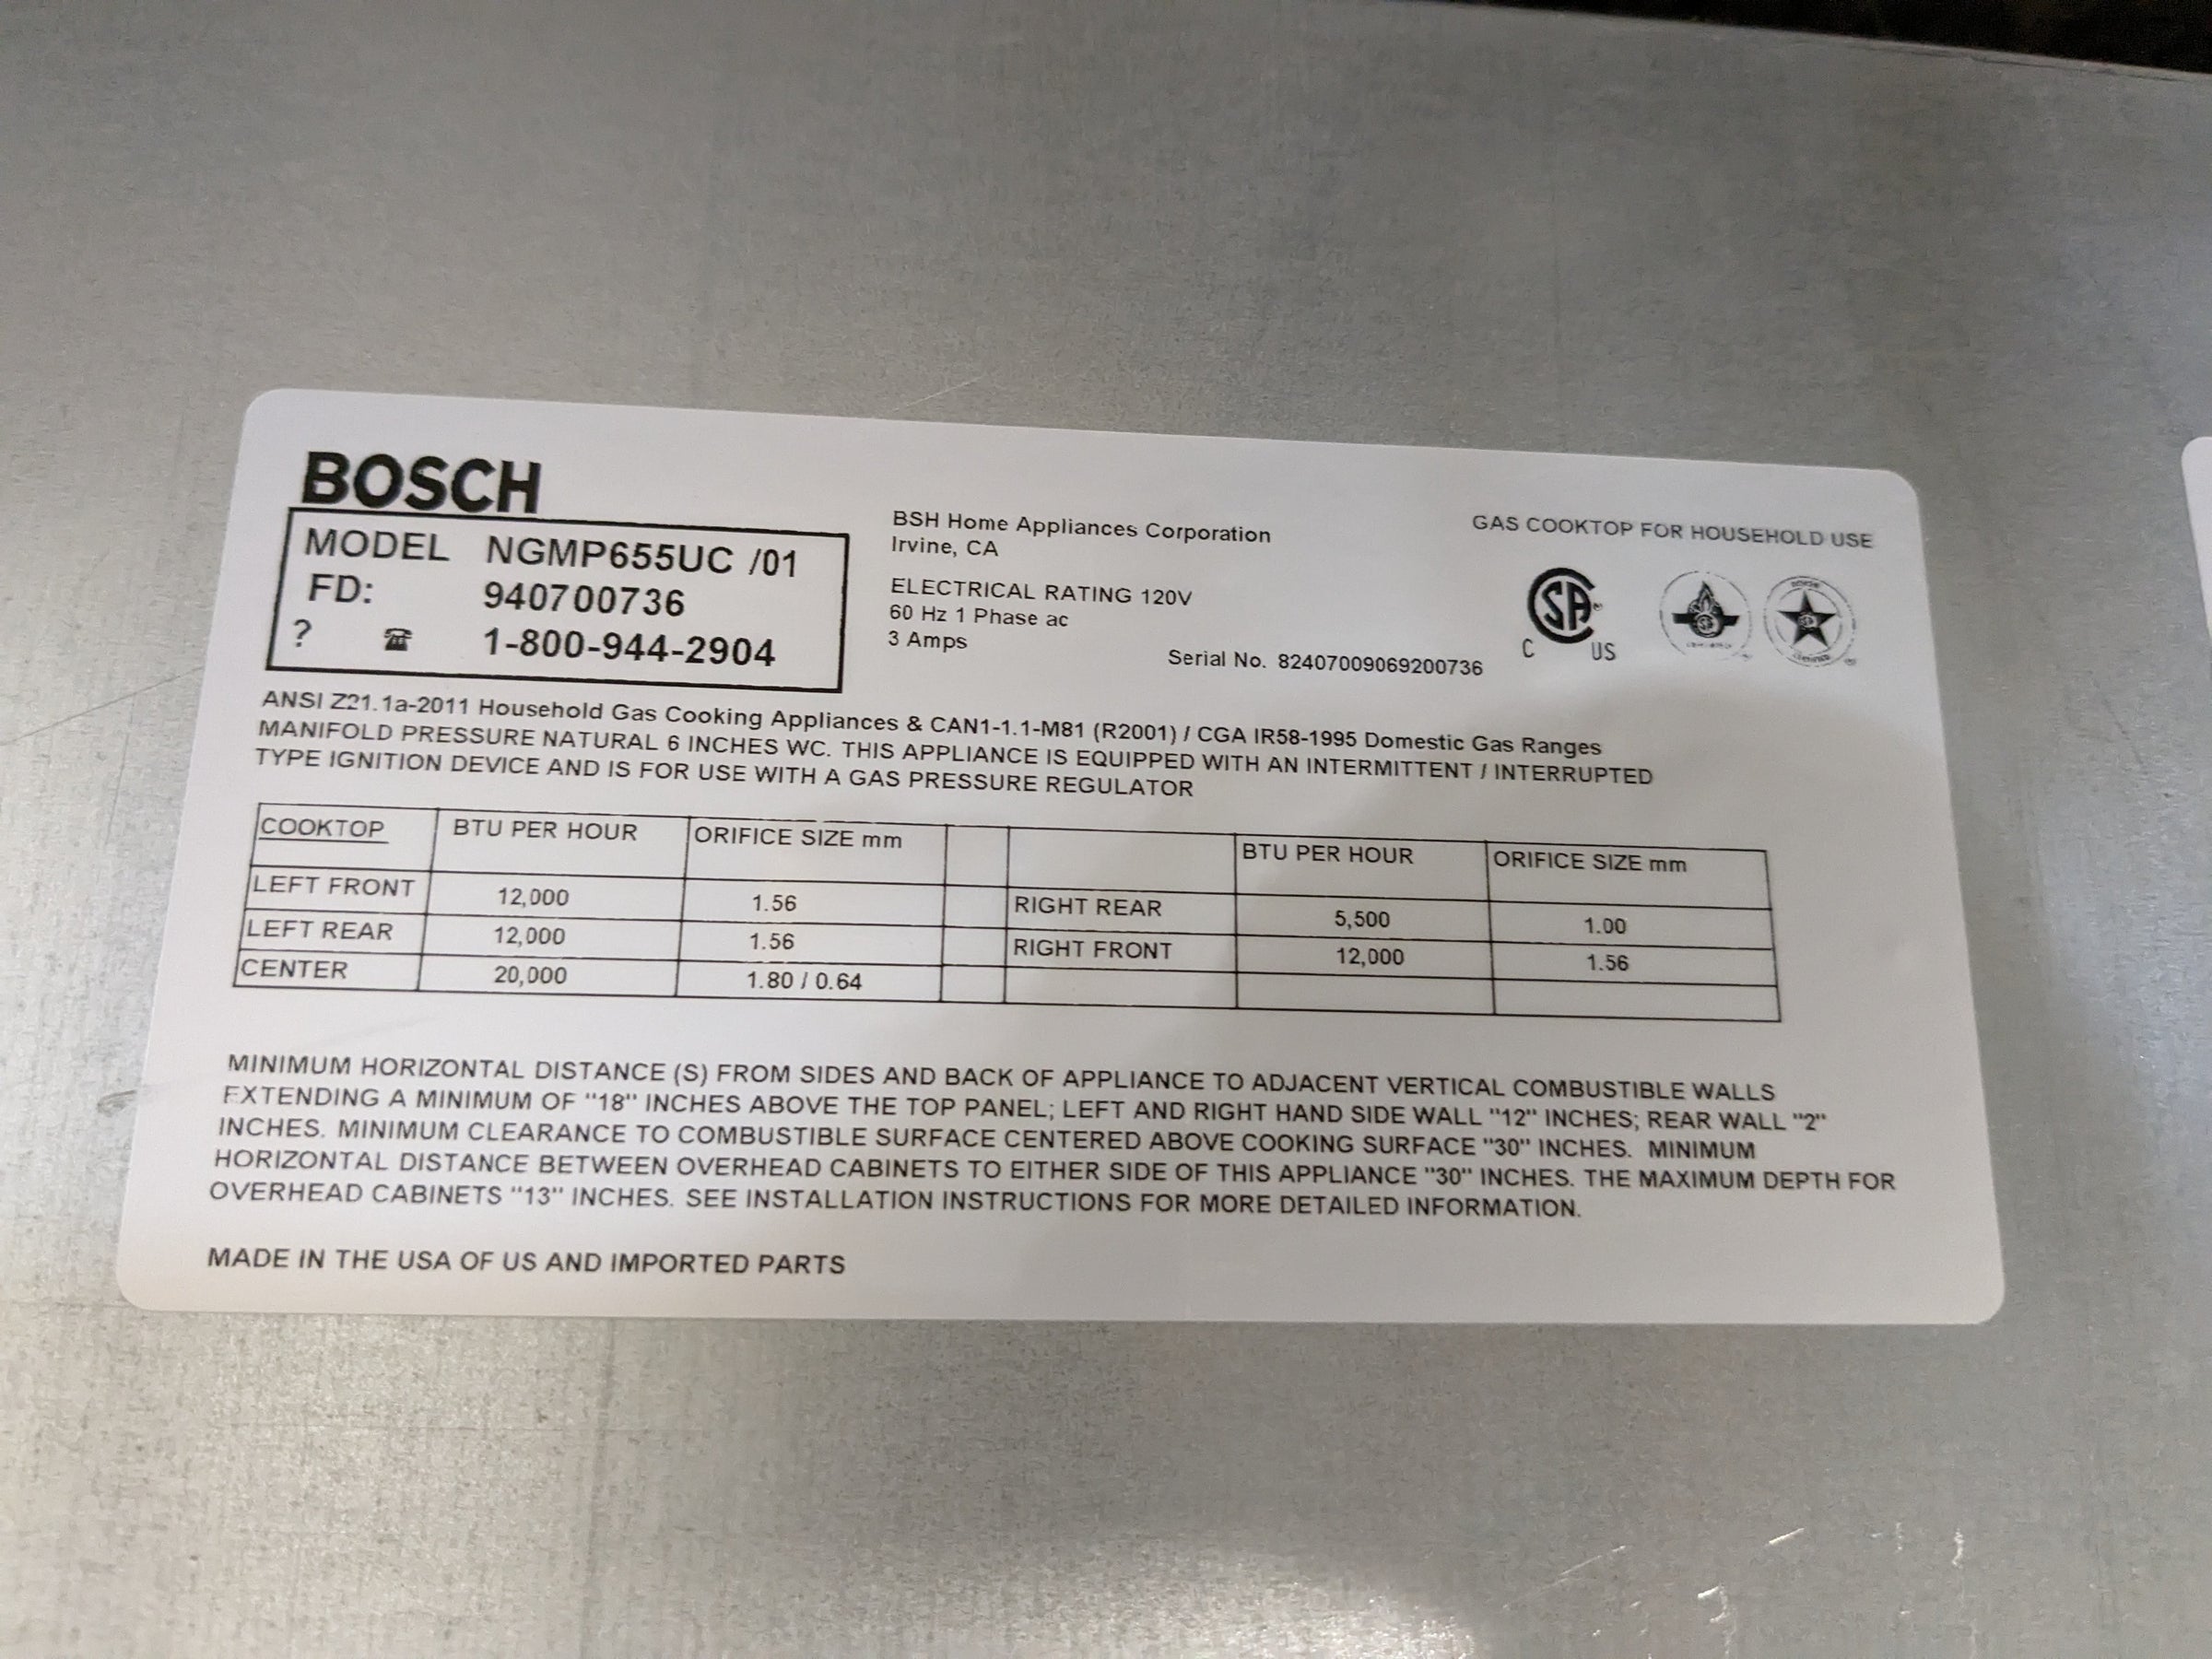 BOSCH
MODEL NGMP655UC /01
FD: 940700736
? ☎ 1-800-944-2904
BSH Home Appliances Corporation
Irvine, CA
ELECTRICAL RATING 120V
60 Hz 1 Phase ac
3 Amps
Serial No. 82407009069200736
GAS COOKTOP FOR HOUSEHOLD USE
SA
C US
ANSI Z21.1a-2011 Household Gas Cooking Appliances & CAN1-1.1-M81 (R2001) / CGA IR58-1995 Domestic Gas Ranges
MANIFOLD PRESSURE NATURAL 6 INCHES WC. THIS APPLIANCE IS EQUIPPED WITH AN INTERMITTENT / INTERRUPTED
TYPE IGNITION DEVICE AND IS FOR USE WITH A GAS PRESSURE REGULATOR
COOKTOP BTU PER HOUR ORIFICE SIZE mm BTU PER HOUR ORIFICE SIZE mm
LEFT FRONT 12,000 1.56 RIGHT REAR 5,500 1.00
LEFT REAR 12,000 1.56 RIGHT FRONT 12,000 1.56
CENTER 20,000 1.80 / 0.64
MINIMUM HORIZONTAL DISTANCE (S) FROM SIDES AND BACK OF APPLIANCE TO ADJACENT VERTICAL COMBUSTIBLE WALLS
EXTENDING A MINIMUM OF "18" INCHES ABOVE THE TOP PANEL; LEFT AND RIGHT HAND SIDE WALL "12" INCHES; REAR WALL "2"
INCHES. MINIMUM CLEARANCE TO COMBUSTIBLE SURFACE CENTERED ABOVE COOKING SURFACE "30" INCHES. MINIMUM
HORIZONTAL DISTANCE BETWEEN OVERHEAD CABINETS TO EITHER SIDE OF THIS APPLIANCE "30" INCHES. THE MAXIMUM DEPTH FOR
OVERHEAD CABINETS "13" INCHES. SEE INSTALLATION INSTRUCTIONS FOR MORE DETAILED INFORMATION.
MADE IN THE USA OF US AND IMPORTED PARTS